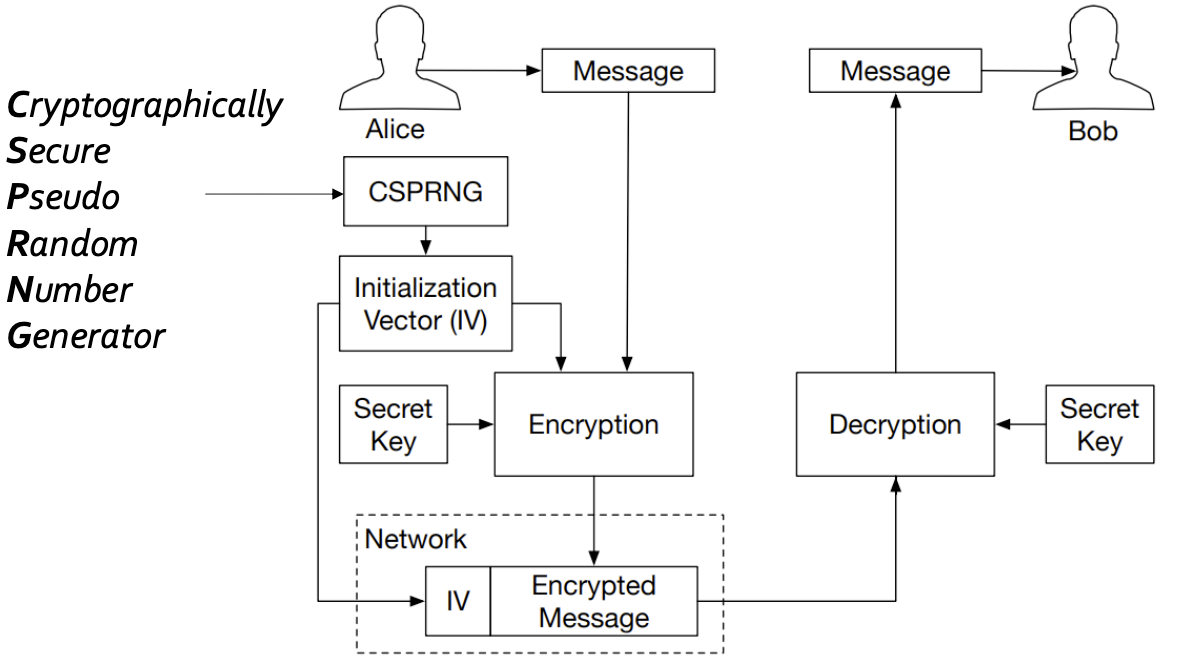 Cryptographically
Secure
Pseudo
Random
Number
Generator
Alice
Message
CSPRNG
Initialization
Vector (IV)
Secret
Key
Encryption
Network
IV
Encrypted
Message
Message
Bob
Decryption
Secret
Key